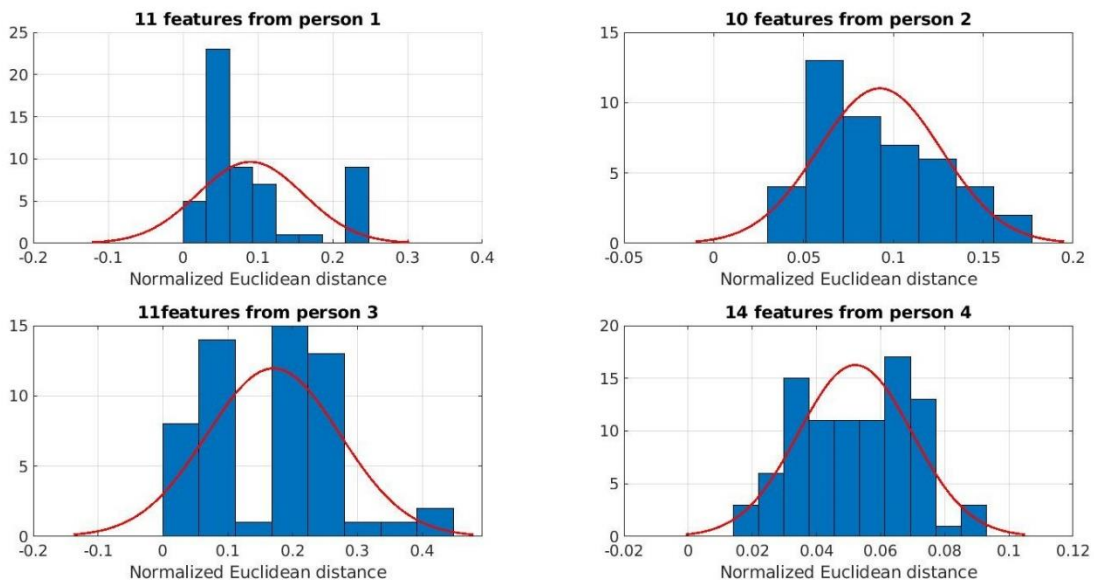 11 features from person 1
25
20
15
10
5
0
-0.2 -0.1 0 0.1 0.2 0.3 0.4
Normalized Euclidean distance
10 features from person 2
15
10
5
0
-0.05 0 0.05 0.1 0.15 0.2
Normalized Euclidean distance
11features from person 3
15
10
5
0
-0.2 -0.1 0 0.1 0.2 0.3 0.4
Normalized Euclidean distance
14 features from person 4
20
15
10
5
0
-0.02 0 0.02 0.04 0.06 0.08 0.1 0.12
Normalized Euclidean distance